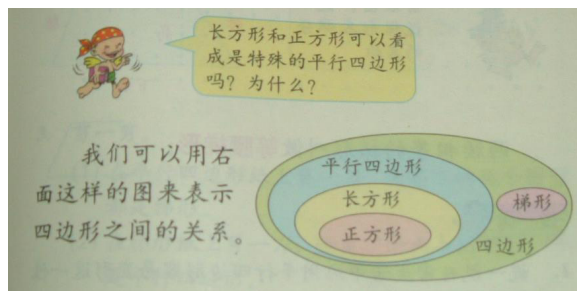 长方形和正方形可以看
成是特殊的平行四边形
吗？为什么？
我们可以用右
面这样的图来表示
四边形之间的关系。
平行四边形
长方形
正方形
梯形
四边形